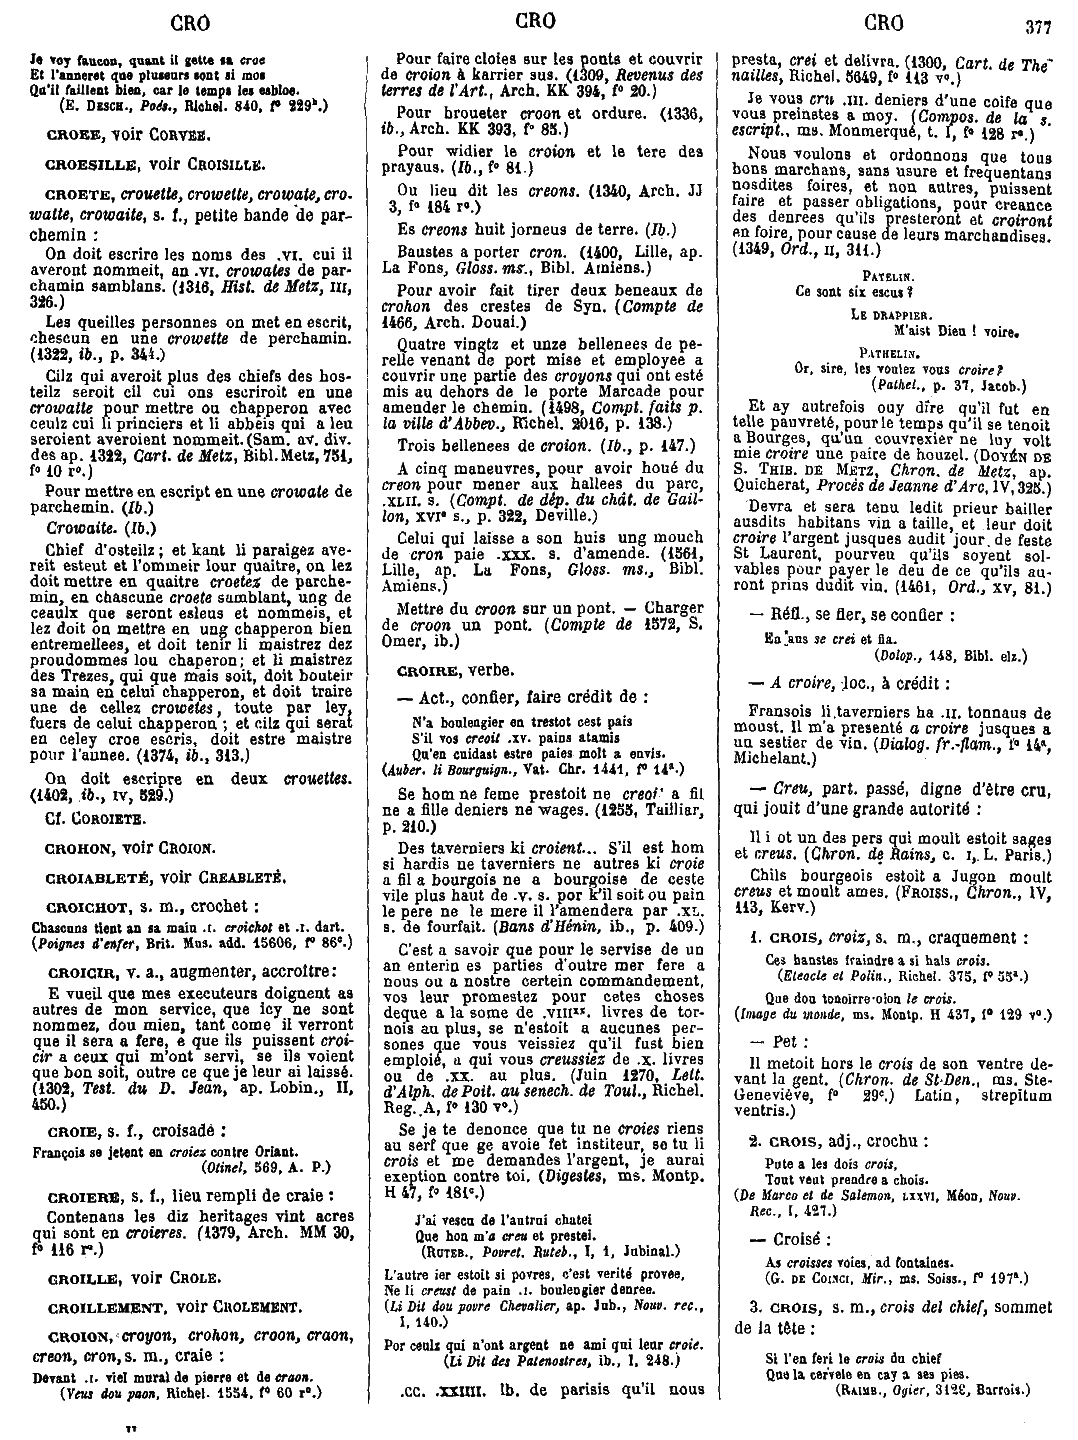 CRO
CRO
CRO
377
Je voy faucon, quant il gette sa croe
Et l'anneret que pluseurs sont si mos
Qu'il faillent bien, car le temps les esbloe.
(E. DESCH., Poés., Richel. 840, f° 229ᵇ.)
CROEE, voir CORVEE.
CROESILLE, voir CROISILLE.
CROETE, crouette, crowette, crowate, cro-
watte, crowaite, s. f., petite bande de par-
chemin :
On doit escrire les noms des .VI. cui il
averont nommeit, an .VI. crowates de par-
chamin samblans. (1316, Hist. de Metz, III,
326.)
Les queilles personnes on met en escrit,
chescun en une crowette de perchamin.
(1322, ib., p. 344.)
Cilz qui averoit plus des chiefs des hos-
teilz seroit cil cui ons escriroit en une
crowatte pour mettre ou chapperon avec
ceulz cui li princiers et li abbeis qui a leu
seroient averoient nommeit. (Sam. av. div.
des ap. 1322, Cart. de Metz, Bibl. Metz, 751,
f° 10 r°.)
Pour mettre en escript en une crowate de
parchemin. (Ib.)
Crowaite. (Ib.)
Chief d'osteilz ; et kant li paraigez ave-
reit esteut et l'ommeir lour quaitre, on lez
doit mettre en quaitre croetez de parche-
min, en chascune croete samblant, ung de
ceaulx que seront esleus et nommeis, et
lez doit on mettre en ung chapperon bien
entremellees, et doit tenir li maistrez dez
proudommes lou chaperon; et li maistrez
des Trezes, qui que mais soit, doit bouteir
sa main en celui chapperon, et doit traire
une de cellez crowetes, toute par ley,
fuers de celui chapperon ; et cilz qui serat
en celey croe escris, doit estre maistre
pour l'annee. (1374, ib., 313.)
On doit escripre en deux crouettes.
(1402, ib., IV, 529.)
Cf. COROIETE.
CROHON, voir CROION.
CROIABLETÉ, voir CREABLETÉ.
CROICHOT, s. m., crochet :
Chascuns tient an sa main .I. croichot et .I. dart.
(Poignes d'enfer, Brit. Mus. add. 15606, f° 86ᶜ.)
CROICIR, v. a., augmenter, accroître:
E vueil que mes executeurs doignent as
autres de mon service, que icy ne sont
nommez, dou mien, tant come il verront
que il sera a fere, e que ils puissent croi-
cir a ceux qui m'ont servi, se ils voient
que bon soit, outre ce que je leur ai laissé.
(1302, Test. du D. Jean, ap. Lobin., II,
450.)
CROIE, s. f., croisade :
François se jetent en croiez contre Oriant.
(Otinel, 569, A. P.)
CROIERE, s. f., lieu rempli de craie :
Contenans les diz heritages vint acres
qui sont en croieres. (1379, Arch. MM 30,
f° 116 r°.)
CROILLE, voir CROLE.
CROILLEMENT, voir CROLEMENT.
CROION, croyon, crohon, croon, craon,
creon, cron, s. m., craie :
Devant .I. viel mural de pierre et de craon.
(Veus dou paon, Richel. 1554, f° 60 r°.)
II
Pour faire cloies sur les ponts et couvrir
de croion à karrier sus. (1309, Revenus des
terres de l'Art., Arch. KK 394, f° 20.)
Pour broueter croon et ordure. (1336,
ib., Arch. KK 393, f° 85.)
Pour widier le croion et le tere des
prayaus. (Ib., f° 81.)
Ou lieu dit les creons. (1340, Arch. JJ
3, f° 184 r°.)
Es creons huit jorneus de terre. (Ib.)
Baustes a porter cron. (1400, Lille, ap.
La Fons, Gloss. ms., Bibl. Amiens.)
Pour avoir fait tirer deux beneaux de
crohon des crestes de Syn. (Compte de
1466, Arch. Douai.)
Quatre vingtz et unze bellenees de pe-
relle venant de port mise et employee a
couvrir une partie des croyons qui ont esté
mis au dehors de le porte Marcade pour
amender le chemin. (1498, Compt. faits p.
la ville d'Abbev., Richel. 2016, p. 138.)
Trois bellenees de croion. (Ib., p. 147.)
A cinq maneuvres, pour avoir houé du
creon pour mener aux hallees du parc,
.XLII. s. (Compt. de dép. du chât. de Gail-
lon, XVIᵉ s., p. 322, Deville.)
Celui qui laisse a son huis ung mouch
de cron paie .XXX. s. d'amende. (1561,
Lille, ap. La Fons, Gloss. ms., Bibl.
Amiens.)
Mettre du croon sur un pont. — Charger
de croon un pont. (Compte de 1572, S.
Omer, ib.)
CROIRE, verbe.
— Act., confier, faire crédit de :
N'a boulengier en trestot cest pais
S'il vos creoit .XV. pains atamis
Qu'en cuidast estre paies molt a envis.
(Auber. li Bourguign., Vat. Chr. 1441, f° 14ᵃ.)
Se hom ne feme prestoit ne creoit a fil
ne a fille deniers ne wages. (1255, Tailliar,
p. 210.)
Des taverniers ki croient... S'il est hom
si hardis ne taverniers ne autres ki croie
a fil a bourgois ne a bourgoise de ceste
vile plus haut de .V. s. por k'il soit ou pain
le pere ne le mere il l'amendera par .XL.
s. de fourfait. (Bans d'Hénin, ib., p. 409.)
C'est a savoir que pour le servise de un
an enterin es parties d'outre mer fere a
nous ou a nostre certein commandement,
vos leur promestez pour cetes choses
deque a la some de .VIIIˣˣ. livres de tor-
nois au plus, se n'estoit a aucunes per-
sones que vous veissiez qu'il fust bien
emploié, a qui vous creussiez de .X. livres
ou de .XX. au plus. (Juin 1270, Lett.
d'Alph. de Poit. au senech. de Toul., Richel.
Reg. A, f° 130 v°.)
Se je te denonce que tu ne croies riens
au serf que ge avoie fet institeur, se tu li
crois et me demandes l'argent, je aurai
exeption contre toi. (Digestes, ms. Montp.
H 47, f° 181ᶜ.)
J'ai vescu de l'autrui chatei
Que hon m'a creu et prestei.
(RUTEB., Povret. Ruteb., I, 1, Jubinal.)
L'autre ier estoit si povres, c'est verité provee,
Ne li creust de pain .I. boulengier denree.
(Li Dit dou povre Chevalier, ap. Jub., Nouv. rec.,
I, 140.)
Por ceulz qui n'ont argent ne ami qui leur croie.
(Li Dit des Patenostres, ib., I, 248.)
.CC. .XXIIII. lb. de parisis qu'il nous
presta, crei et delivra. (1300, Cart. de The-
nailles, Richel. 5649, f° 113 v°.)
Je vous cru .III. deniers d'une coife que
vous preinstes a moy. (Compos. de la s.
escript., ms. Monmerqué, t. I, f° 128 r°.)
Nous voulons et ordonnons que tous
bons marchans, sans usure et frequentans
nosdites foires, et non autres, puissent
faire et passer obligations, pour creance
des denrees qu'ils presteront et croiront
en foire, pour cause de leurs marchandises.
(1349, Ord., II, 311.)
PATELIN.
Ce sont six escus ?
LE DRAPPIER.
M'aist Dieu ! voire.
PATHELIN.
Or, sire, les voulez vous croire?
(Pathel., p. 37, Jacob.)
Et ay autrefois ouy dire qu'il fut en
telle pauvreté, pour le temps qu'il se tenoit
a Bourges, qu'un couvrexier ne luy volt
mie croire une paire de houzel. (DOYEN DE
S. THIB. DE METZ, Chron. de Metz, ap.
Quicherat, Procès de Jeanne d'Arc, IV, 325.)
Devra et sera tenu ledit prieur bailler
ausdits habitans vin a taille, et leur doit
croire l'argent jusques audit jour de feste
St Laurent, pourveu qu'ils soyent sol-
vables pour payer le deu de ce qu'ils au-
ront prins dudit vin. (1461, Ord., XV, 81.)
— Réfl., se fier, se confier :
En ans se crei et fia.
(Dolop., 148, Bibl. elz.)
— A croire, loc., à crédit :
Fransois li taverniers ha .II. tonnaus de
moust. Il m'a presenté a croire jusques a
un sestier de vin. (Dialog. fr.-flam., f° 14ᵃ,
Michelant.)
— Creu, part. passé, digne d'être cru,
qui jouit d'une grande autorité :
Il i ot un des pers qui moult estoit sages
et creus. (Chron. de Rains, c. I, L. Paris.)
Chils bourgeois estoit a Jugon moult
creus et moult ames. (FROISS., Chron., IV,
113, Kerv.)
1. CROIS, croiz, s. m., craquement :
Ces hanstes fraindre a si hals crois.
(Eteocle et Polin., Richel. 375, f° 55ᵃ.)
Que dou tonoirre oion le crois.
(Image du monde, ms. Montp. H 437, f° 129 v°.)
— Pet :
Il metoit hors le crois de son ventre de-
vant la gent. (Chron. de St-Den., ms. Ste-
Geneviève, f° 29ᶜ.) Latin, strepitum
ventris.)
2. CROIS, adj., crochu :
Pute a les dois crois,
Tout veut prendre a chois.
(De Marco et de Salemon, LXXVI, Méon, Nouv.
Rec., I, 427.)
— Croisé :
As croisses voies, ad fontaines.
(G. DE COINCI, Mir., ms. Soiss., f° 197ᵃ.)
3. CROIS, s. m., crois del chief, sommet
de la tête :
Si l'en feri le crois du chief
Que la cervele en cay a ses pies.
(RAIMB., Ogier, 3128, Barrois.)